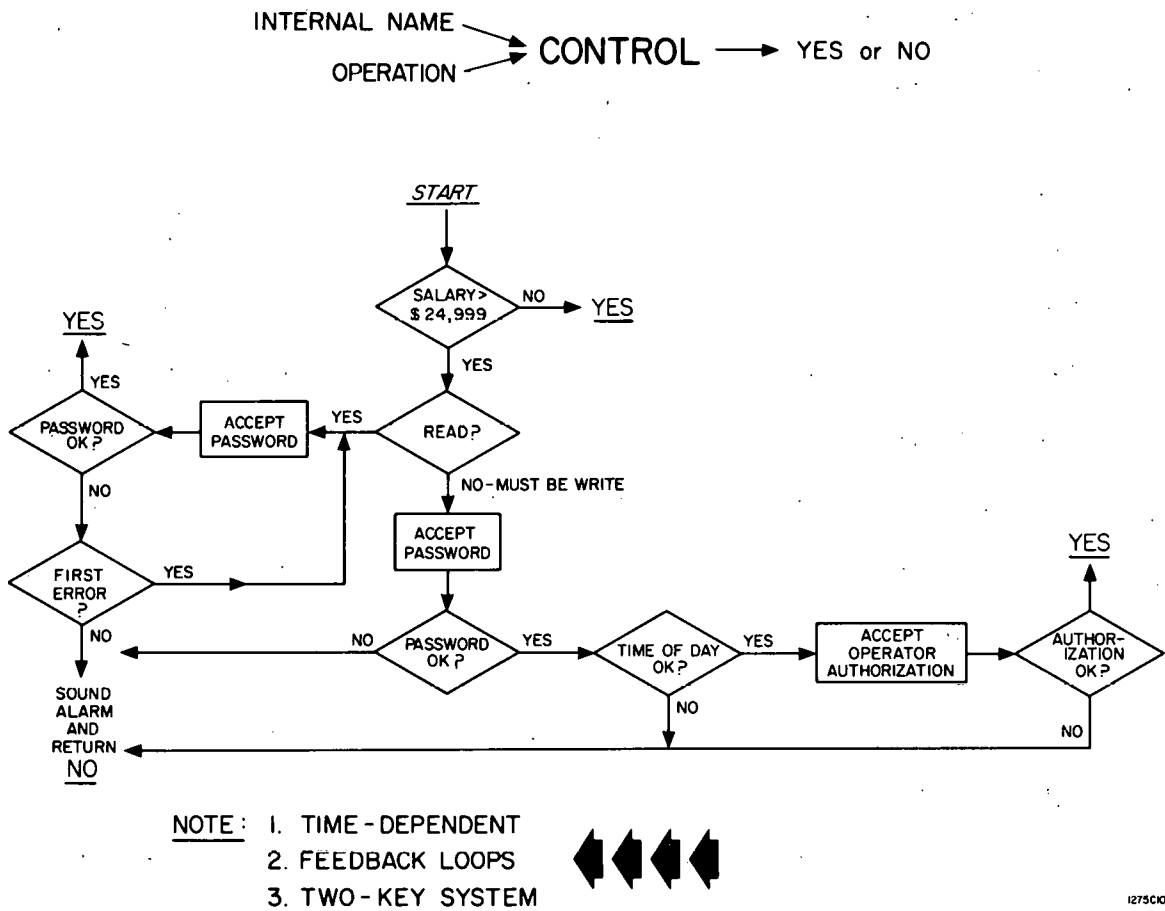 INTERNAL NAME
OPERATION
CONTROL
YES or NO
START
SALARY >
$ 24,999
NO
YES
YES
READ?
YES
ACCEPT
PASSWORD
PASSWORD
OK?
YES
YES
NO
FIRST
ERROR
?
YES
NO
SOUND
ALARM
AND
RETURN
NO
NO-MUST BE WRITE
ACCEPT
PASSWORD
PASSWORD
OK?
NO
YES
TIME OF DAY
OK?
YES
NO
ACCEPT
OPERATOR
AUTHORIZATION
AUTHOR-
IZATION
OK?
YES
NO
NOTE: 1. TIME-DEPENDENT
2. FEEDBACK LOOPS
3. TWO-KEY SYSTEM